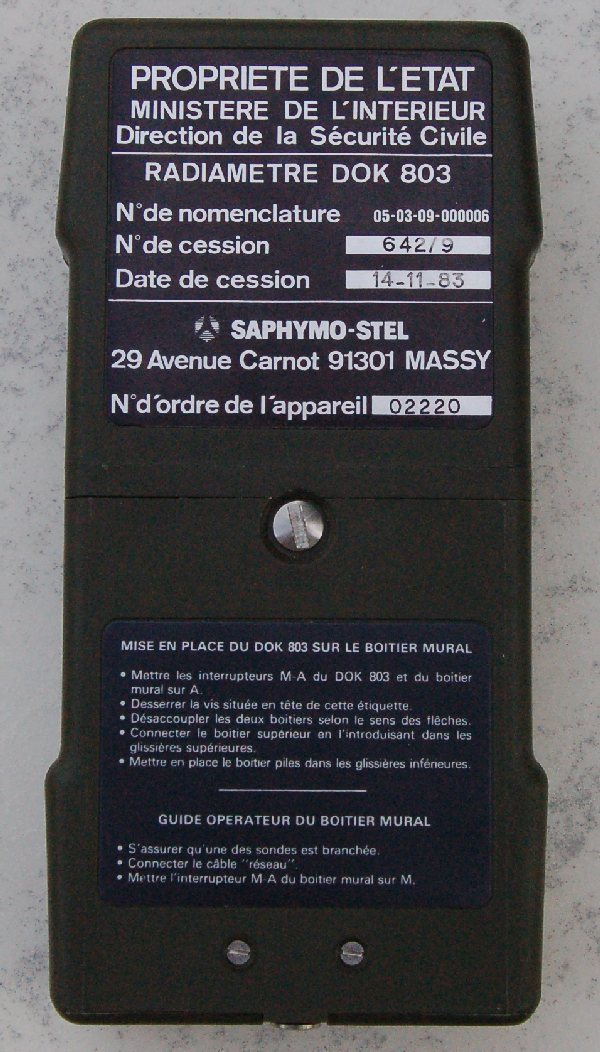 PROPRIETE DE L'ETAT
MINISTERE DE L'INTERIEUR
Direction de la Sécurité Civile
RADIAMETRE DOK 803
N° de nomenclature 05-03-09-000006
N° de cession 642/9
Date de cession 14-11-83
SAPHYMO-STEL
29 Avenue Carnot 91301 MASSY
N° d'ordre de l'appareil 02220
MISE EN PLACE DU DOK 803 SUR LE BOITIER MURAL
• Mettre les interrupteurs M-A du DOK 803 et du boitier
mural sur A.
• Desserrer la vis située en tête de cette étiquette.
• Désaccoupler les deux boitiers selon le sens des flèches.
• Connecter le boitier supérieur en l'introduisant dans les
glissières supérieures.
• Mettre en place le boitier piles dans les glissières inférieures.
GUIDE OPERATEUR DU BOITIER MURAL
• S'assurer qu'une des sondes est branchée.
• Connecter le câble "réseau".
• Mettre l'interrupteur M-A du boitier mural sur M.